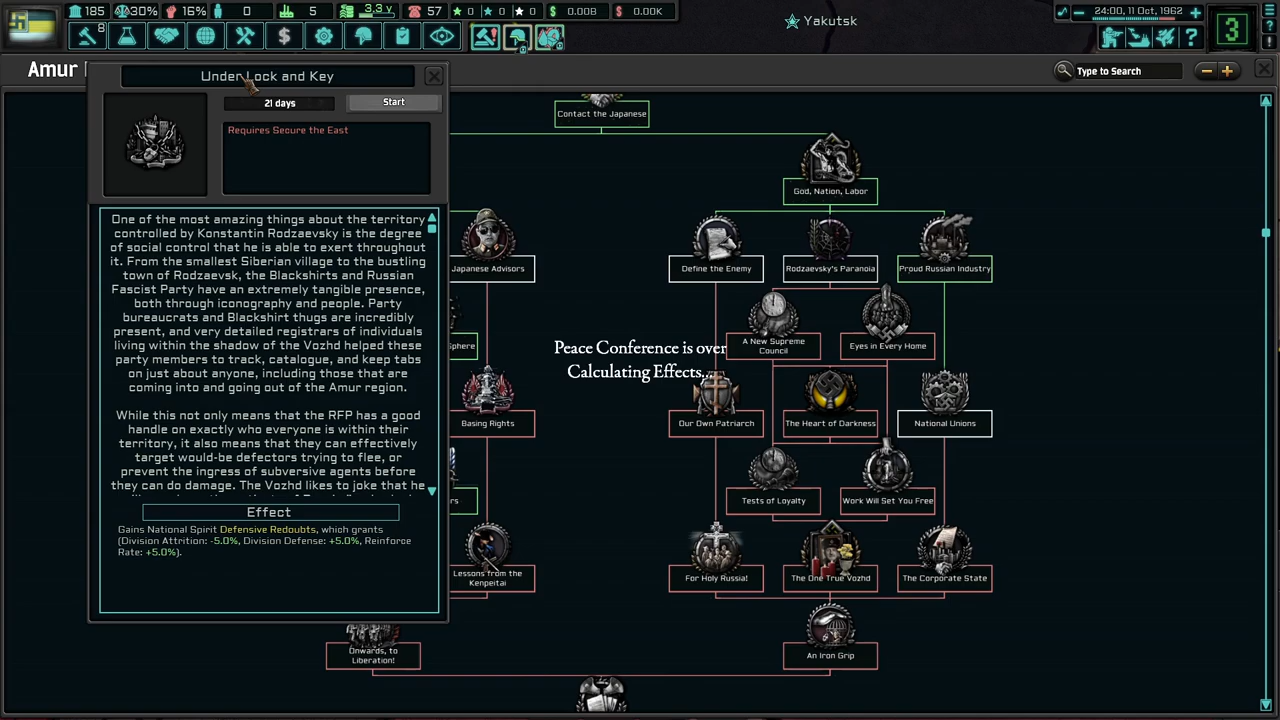 185 30% 16% 0 5 3.3 57 0 0 0 $ 0.00B $ 0.00K
8
Yakutsk
24:00, 11 Oct, 1962
3
Amur
Type to Search
Under Lock and Key
21 days
Start
Requires Secure the East
One of the most amazing things about the territory
controlled by Konstantin Rodzaevsky is the degree
of social control that he is able to exert throughout
it. From the smallest Siberian village to the bustling
town of Rodzaevsk, the Blackshirts and Russian
Fascist Party have an extremely tangible presence,
both through iconography and people. Party
bureaucrats and Blackshirt thugs are incredibly
present, and very detailed registrars of individuals
living within the shadow of the Vozhd helped these
party members to track, catalogue, and keep tabs
on just about anyone, including those that are
coming into and going out of the Amur region.
While this not only means that the RFP has a good
handle on exactly who everyone is within their
territory, it also means that they can effectively
target would-be defectors trying to flee, or
prevent the ingress of subversive agents before
they can do damage. The Vozhd likes to joke that he
Effect
Gains National Spirit Defensive Redoubts, which grants
(Division Attrition: -5.0%, Division Defense: +5.0%, Reinforce
Rate: +5.0%).
Contact the Japanese
God, Nation, Labor
Japanese Advisors
Define the Enemy
Rodzaevsky's Paranoia
Proud Russian Industry
sphere
A New Supreme
Council
Eyes in Every Home
Peace Conference is over
Calculating Effects...
Basing Rights
Our Own Patriarch
The Heart of Darkness
National Unions
ers
Tests of Loyalty
Work Will Set You Free
Lessons from the
Kenpeitai
For Holy Russia!
The One True Vozhd
The Corporate State
Onwards, to
Liberation!
An Iron Grip